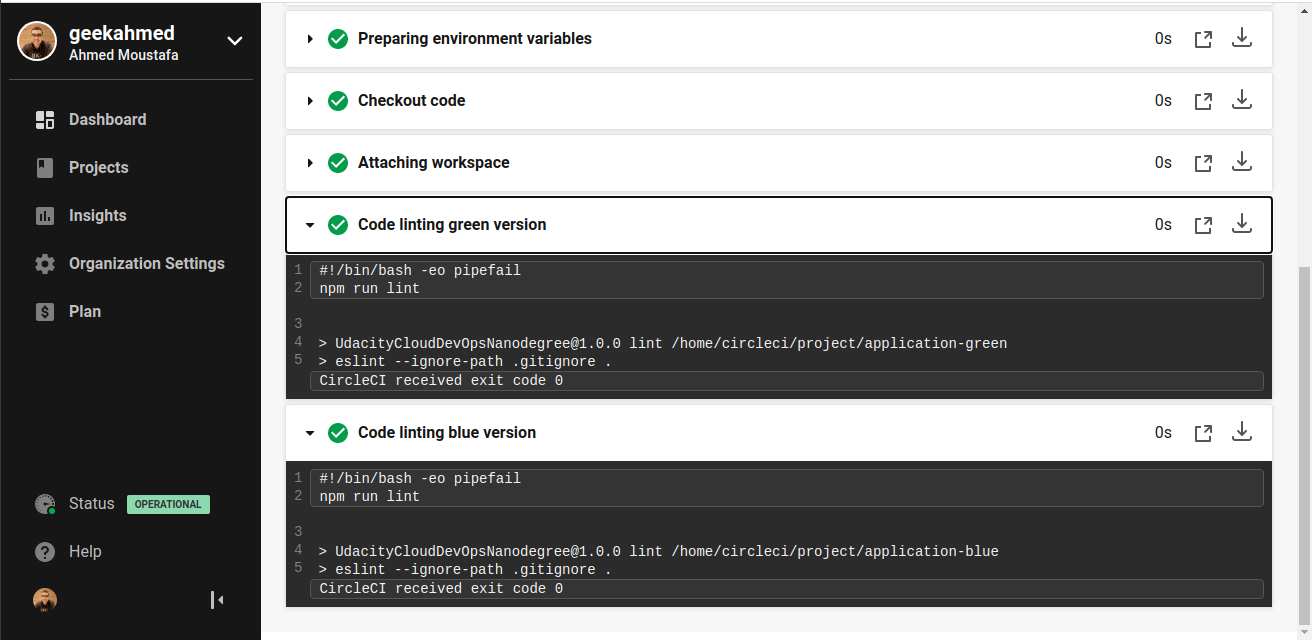 geekahmed
Ahmed Moustafa
Dashboard
Projects
Insights
Organization Settings
Plan
Status OPERATIONAL
Help
Preparing environment variables 0s
Checkout code 0s
Attaching workspace 0s
Code linting green version 0s
1 #!/bin/bash -eo pipefail
2 npm run lint
3
4 > UdacityCloudDevOpsNanodegree@1.0.0 lint /home/circleci/project/application-green
5 > eslint --ignore-path .gitignore .
CircleCI received exit code 0
Code linting blue version 0s
1 #!/bin/bash -eo pipefail
2 npm run lint
3
4 > UdacityCloudDevOpsNanodegree@1.0.0 lint /home/circleci/project/application-blue
5 > eslint --ignore-path .gitignore .
CircleCI received exit code 0